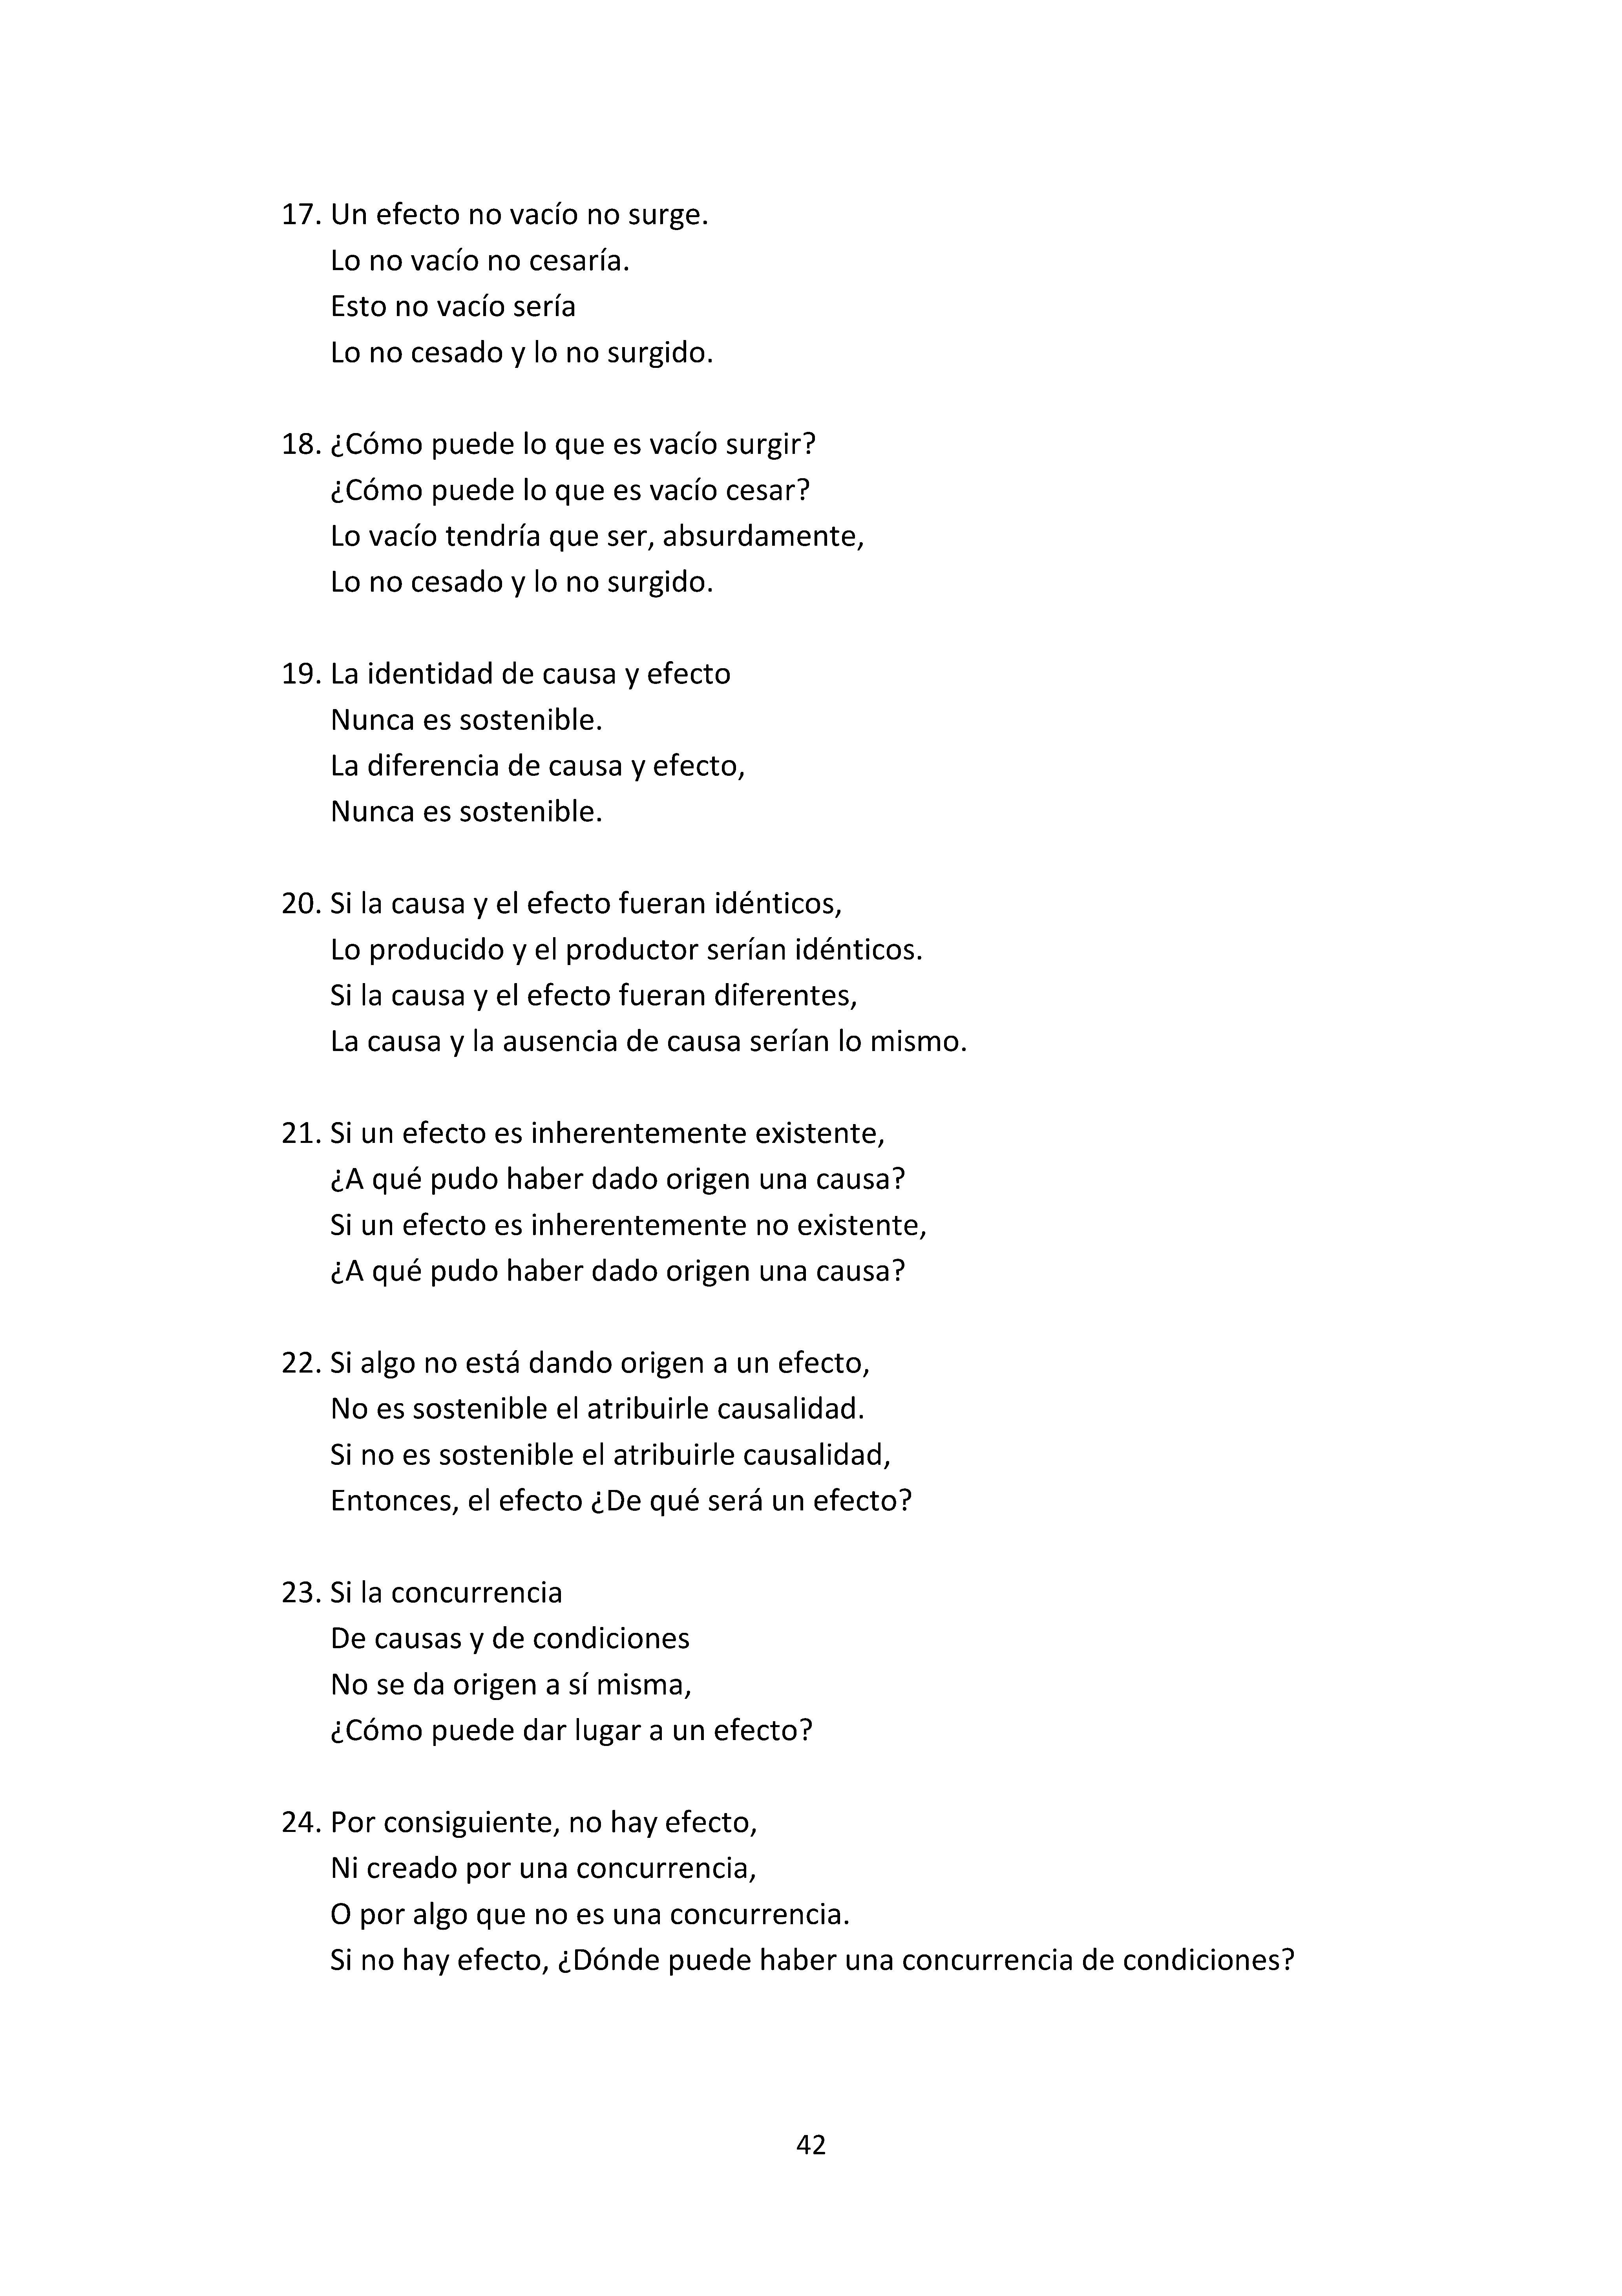 17. Un efecto no vacío no surge.
Lo no vacío no cesaría.
Esto no vacío sería
Lo no cesado y lo no surgido.
18. ¿Cómo puede lo que es vacío surgir?
¿Cómo puede lo que es vacío cesar?
Lo vacío tendría que ser, absurdamente,
Lo no cesado y lo no surgido.
19. La identidad de causa y efecto
Nunca es sostenible.
La diferencia de causa y efecto,
Nunca es sostenible.
20. Si la causa y el efecto fueran idénticos,
Lo producido y el productor serían idénticos.
Si la causa y el efecto fueran diferentes,
La causa y la ausencia de causa serían lo mismo.
21. Si un efecto es inherentemente existente,
¿A qué pudo haber dado origen una causa?
Si un efecto es inherentemente no existente,
¿A qué pudo haber dado origen una causa?
22. Si algo no está dando origen a un efecto,
No es sostenible el atribuirle causalidad.
Si no es sostenible el atribuirle causalidad,
Entonces, el efecto ¿De qué será un efecto?
23. Si la concurrencia
De causas y de condiciones
No se da origen a sí misma,
¿Cómo puede dar lugar a un efecto?
24. Por consiguiente, no hay efecto,
Ni creado por una concurrencia,
O por algo que no es una concurrencia.
Si no hay efecto, ¿Dónde puede haber una concurrencia de condiciones?
42